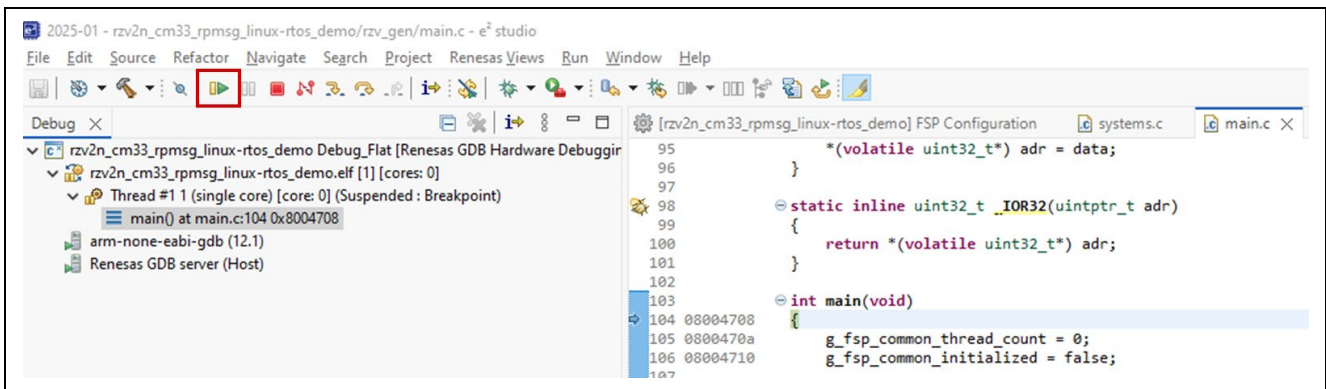 2025-01 - rzv2n_cm33_rpmsg_linux-rtos_demo/rzv_gen/main.c - e² studio
File Edit Source Refactor Navigate Search Project Renesas Views Run Window Help
Debug
rzv2n_cm33_rpmsg_linux-rtos_demo Debug_Flat [Renesas GDB Hardware Debuggin
rzv2n_cm33_rpmsg_linux-rtos_demo.elf [1] [cores: 0]
Thread #1 1 (single core) [core: 0] (Suspended : Breakpoint)
main() at main.c:104 0x8004708
arm-none-eabi-gdb (12.1)
Renesas GDB server (Host)
[rzv2n_cm33_rpmsg_linux-rtos_demo] FSP Configuration systems.c main.c
95 *(volatile uint32_t*) adr = data;
96 }
97
98 static inline uint32_t _IOR32(uintptr_t adr)
99 {
100 return *(volatile uint32_t*) adr;
101 }
102
103 int main(void)
104 08004708 {
105 0800470a g_fsp_common_thread_count = 0;
106 08004710 g_fsp_common_initialized = false;
107